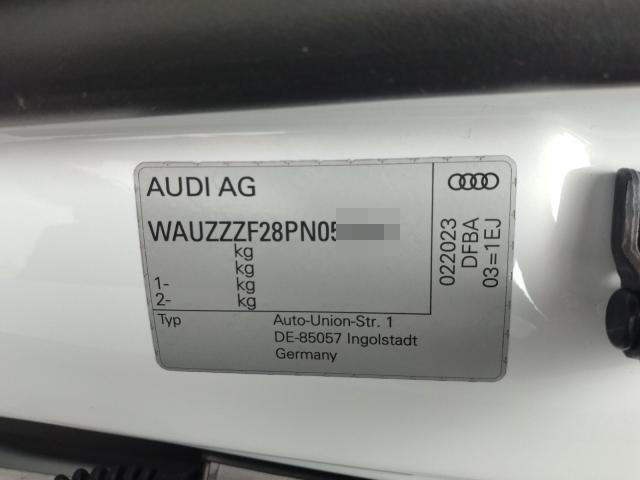 AUDI AG
WAUZZZF28PN05
kg
kg
1- kg
2- kg
Typ Auto-Union-Str. 1
DE-85057 Ingolstadt
Germany
022023
DFBA
03=1EJ